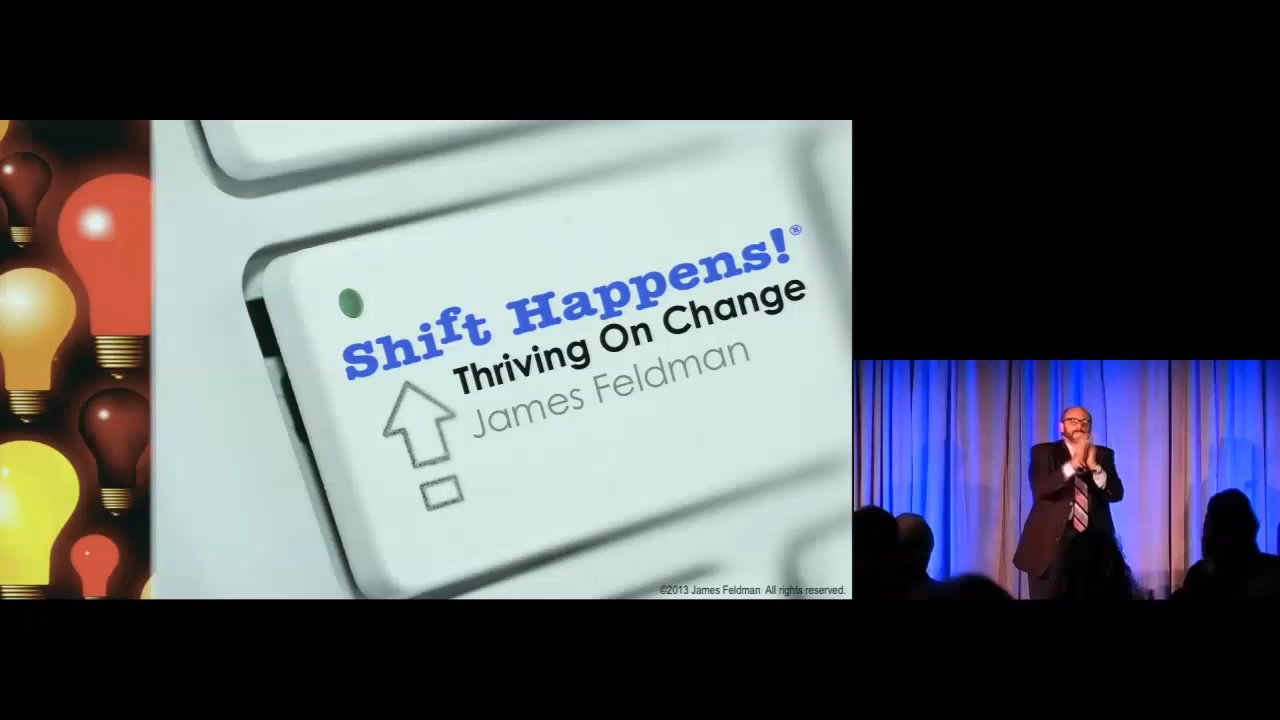 Shift Happens!®
Thriving On Change
James Feldman
©2013 James Feldman All rights reserved.